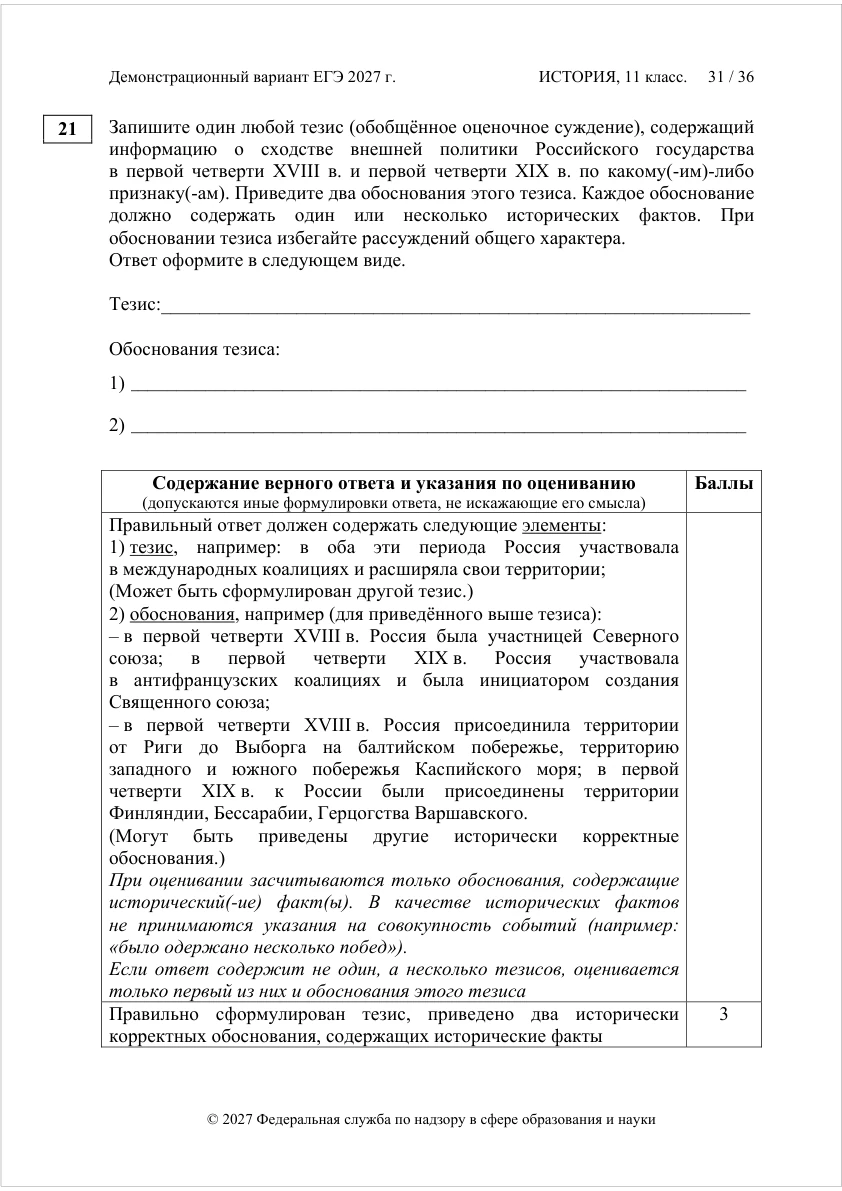 Демонстрационный вариант ЕГЭ 2027 г. ИСТОРИЯ, 11 класс. 31 / 36
21
Запишите один любой тезис (обобщённое оценочное суждение), содержащий
информацию о сходстве внешней политики Российского государства
в первой четверти XVIII в. и первой четверти XIX в. по какому(-им)-либо
признаку(-ам). Приведите два обоснования этого тезиса. Каждое обоснование
должно содержать один или несколько исторических фактов. При
обосновании тезиса избегайте рассуждений общего характера.
Ответ оформите в следующем виде.
Тезис:_______________________________________________________________
Обоснования тезиса:
1) __________________________________________________________________
2) __________________________________________________________________
Содержание верного ответа и указания по оцениванию Баллы
(допускаются иные формулировки ответа, не искажающие его смысла)
Правильный ответ должен содержать следующие элементы:
1) тезис, например: в оба эти периода Россия участвовала
в международных коалициях и расширяла свои территории;
(Может быть сформулирован другой тезис.)
2) обоснования, например (для приведённого выше тезиса):
– в первой четверти XVIII в. Россия была участницей Северного
союза; в первой четверти XIX в. Россия участвовала
в антифранцузских коалициях и была инициатором создания
Священного союза;
– в первой четверти XVIII в. Россия присоединила территории
от Риги до Выборга на балтийском побережье, территорию
западного и южного побережья Каспийского моря; в первой
четверти XIX в. к России были присоединены территории
Финляндии, Бессарабии, Герцогства Варшавского.
(Могут быть приведены другие исторически корректные
обоснования.)
При оценивании засчитываются только обоснования, содержащие
исторический(-ие) факт(ы). В качестве исторических фактов
не принимаются указания на совокупность событий (например:
«было одержано несколько побед»).
Если ответ содержит не один, а несколько тезисов, оценивается
только первый из них и обоснования этого тезиса
Правильно сформулирован тезис, приведено два исторически 3
корректных обоснования, содержащих исторические факты
© 2027 Федеральная служба по надзору в сфере образования и науки